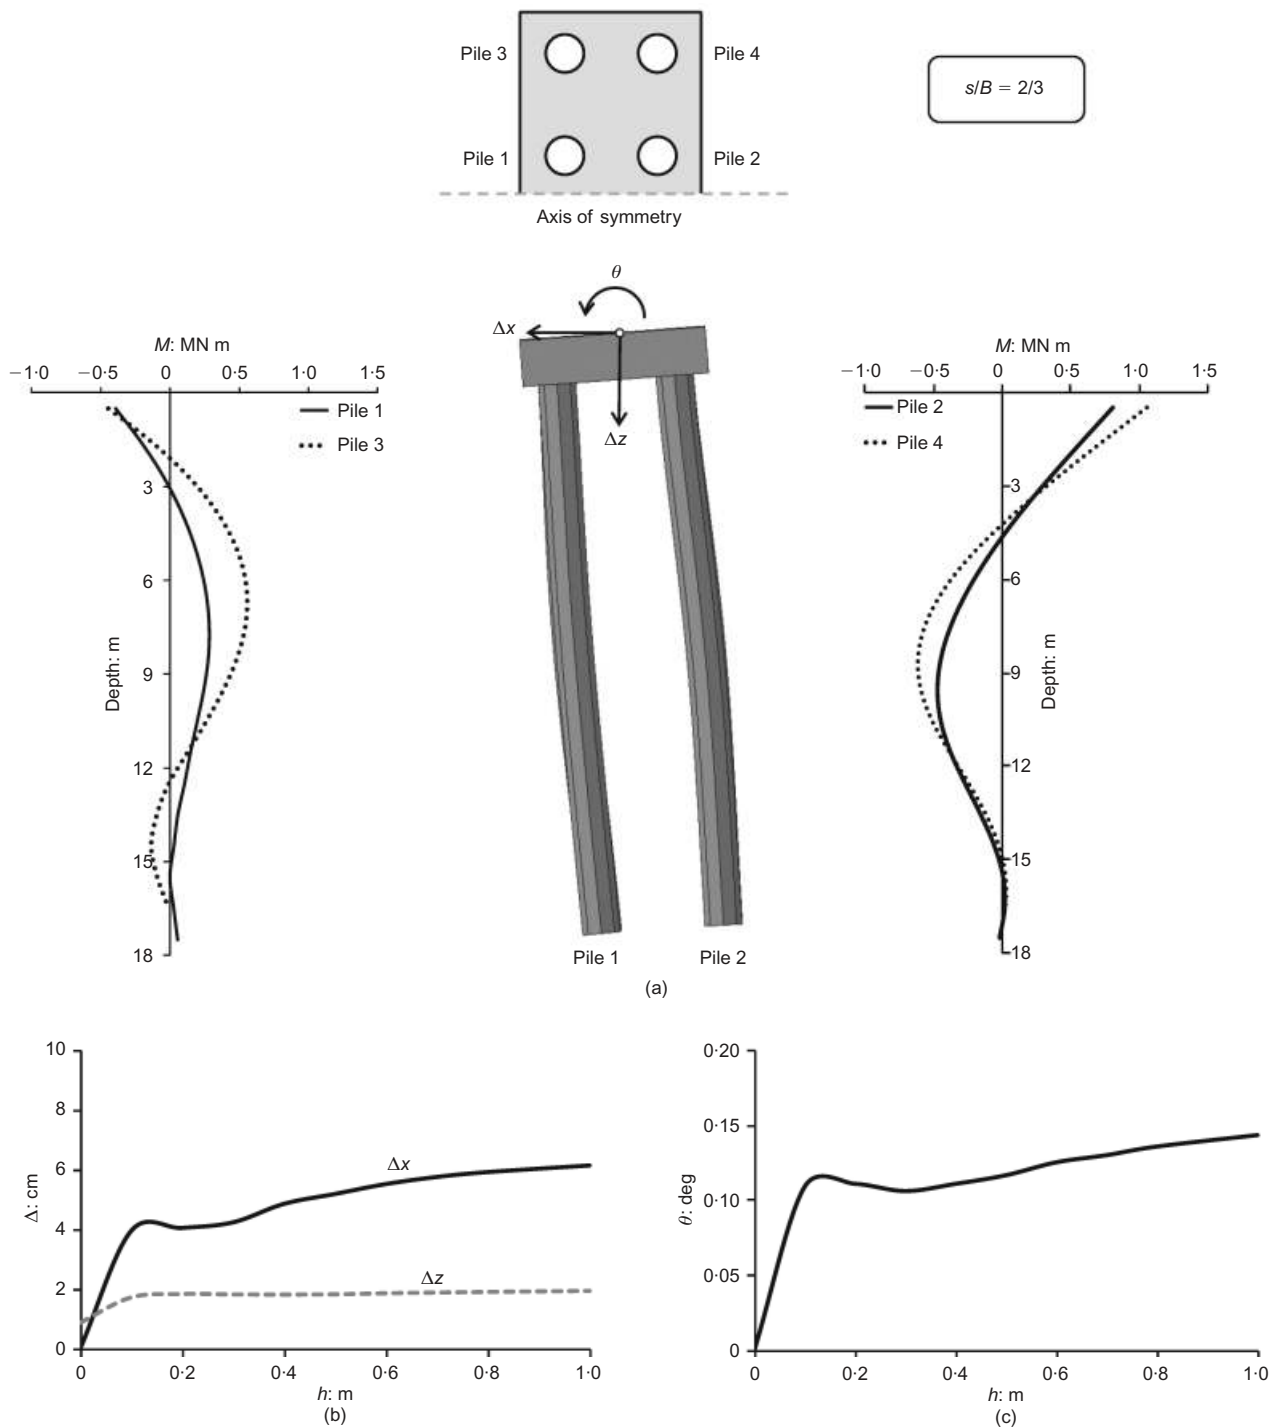 Pile 3
Pile 4
s/B = 2/3
Pile 1
Pile 2
Axis of symmetry
θ
Δx
Δz
M: MN m
−1·0 −0·5 0 0·5 1·0 1·5
Pile 1
Pile 3
3
6
9
12
15
18
Depth: m
M: MN m
−1·0 −0·5 0 0·5 1·0 1·5
Pile 2
Pile 4
3
6
9
12
15
18
Depth: m
Pile 1
Pile 2
(a)
10
8
6
4
2
0
Δ: cm
Δx
Δz
0 0·2 0·4 0·6 0·8 1·0
h: m
(b)
0·20
0·15
0·10
0·05
0
θ: deg
0 0·2 0·4 0·6 0·8 1·0
h: m
(c)